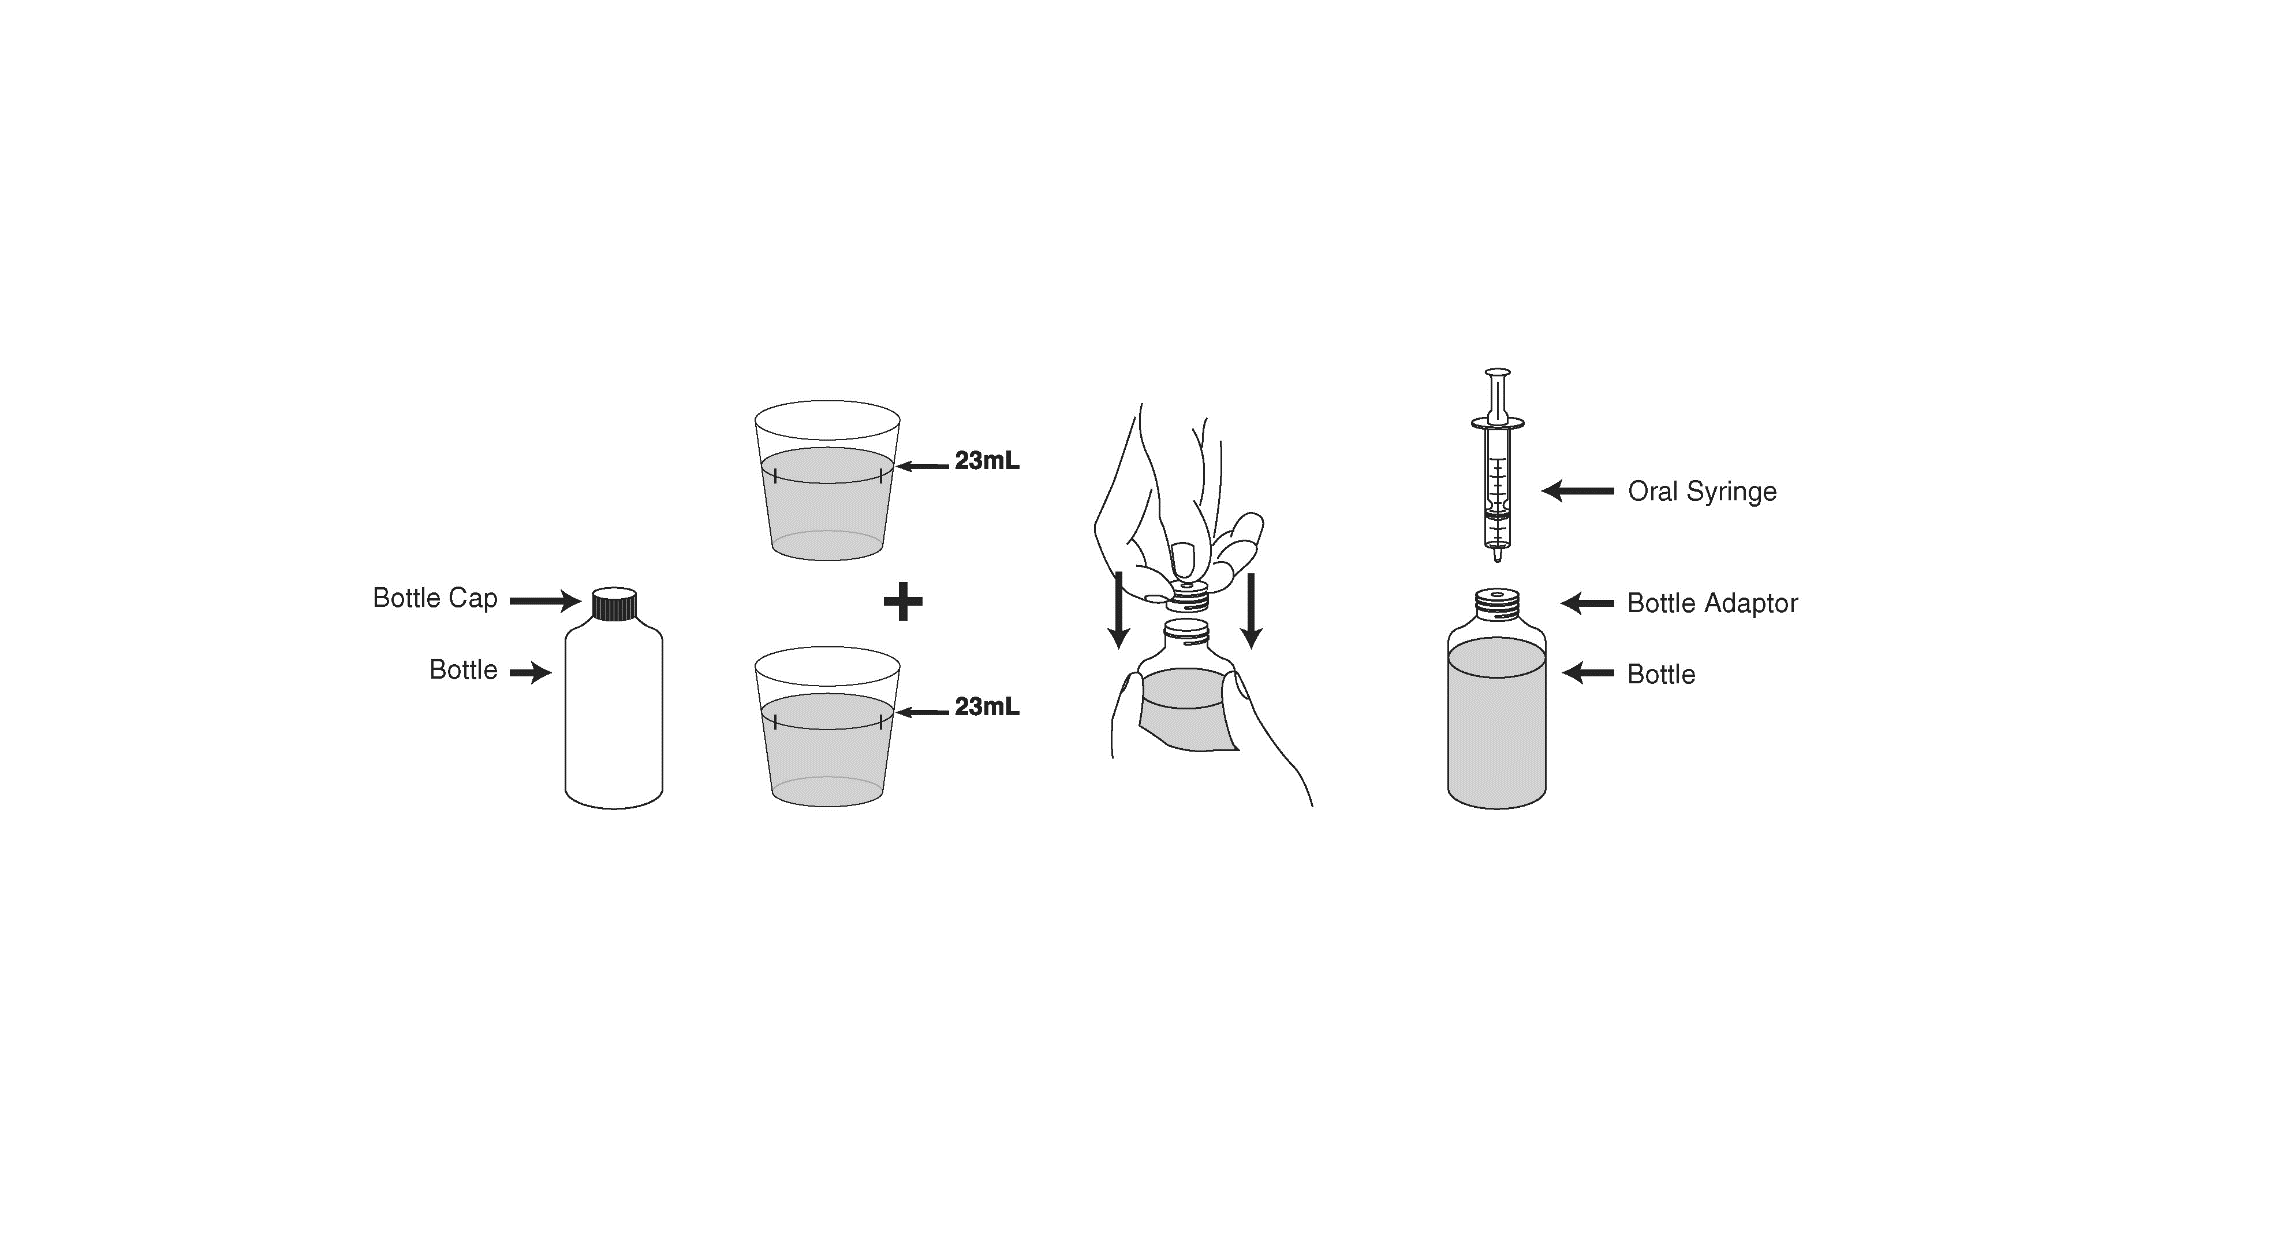 Bottle Cap
Bottle
23mL
+
23mL
Oral Syringe
Bottle Adaptor
Bottle